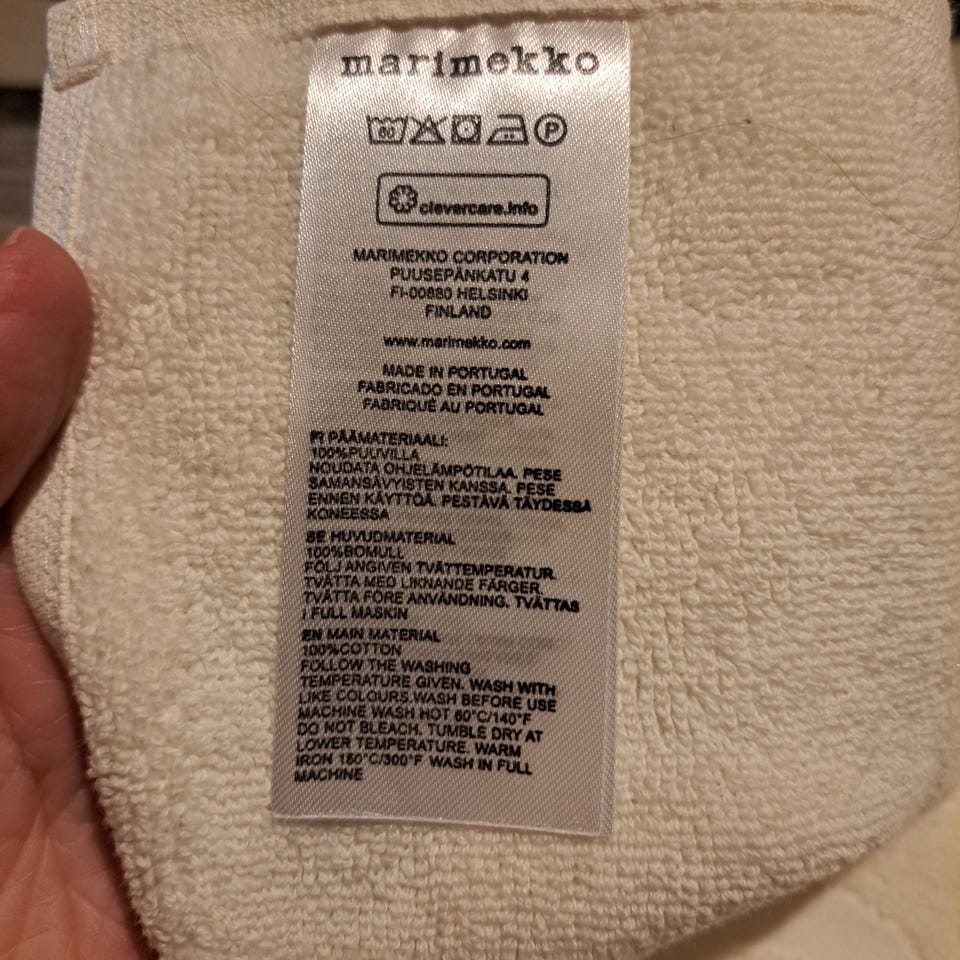 marimekko
60 P
clevercare.info
MARIMEKKO CORPORATION
PUUSEPÄNKATU 4
FI-00880 HELSINKI
FINLAND
www.marimekko.com
MADE IN PORTUGAL
FABRICADO EN PORTUGAL
FABRIQUÉ AU PORTUGAL
FI PÄÄMATERIAALI:
100%PUUVILLA
NOUDATA OHJELÄMPÖTILAA. PESE
SAMANSÄVYISTEN KANSSA. PESE
ENNEN KÄYTTÖÄ. PESTÄVÄ TÄYDESSÄ
KONEESSA
SE HUVUDMATERIAL
100%BOMULL
FÖLJ ANGIVEN TVÄTTEMPERATUR.
TVÄTTA MED LIKNANDE FÄRGER
TVÄTTA FÖRE ANVÄNDNING. TVÄTTAS
I FULL MASKIN
EN MAIN MATERIAL
100%COTTON
FOLLOW THE WASHING
TEMPERATURE GIVEN. WASH WITH
LIKE COLOURS.WASH BEFORE USE
MACHINE WASH HOT 60°C/140°F
DO NOT BLEACH. TUMBLE DRY AT
LOWER TEMPERATURE. WARM
IRON 150°C/300°F WASH IN FULL
MACHINE